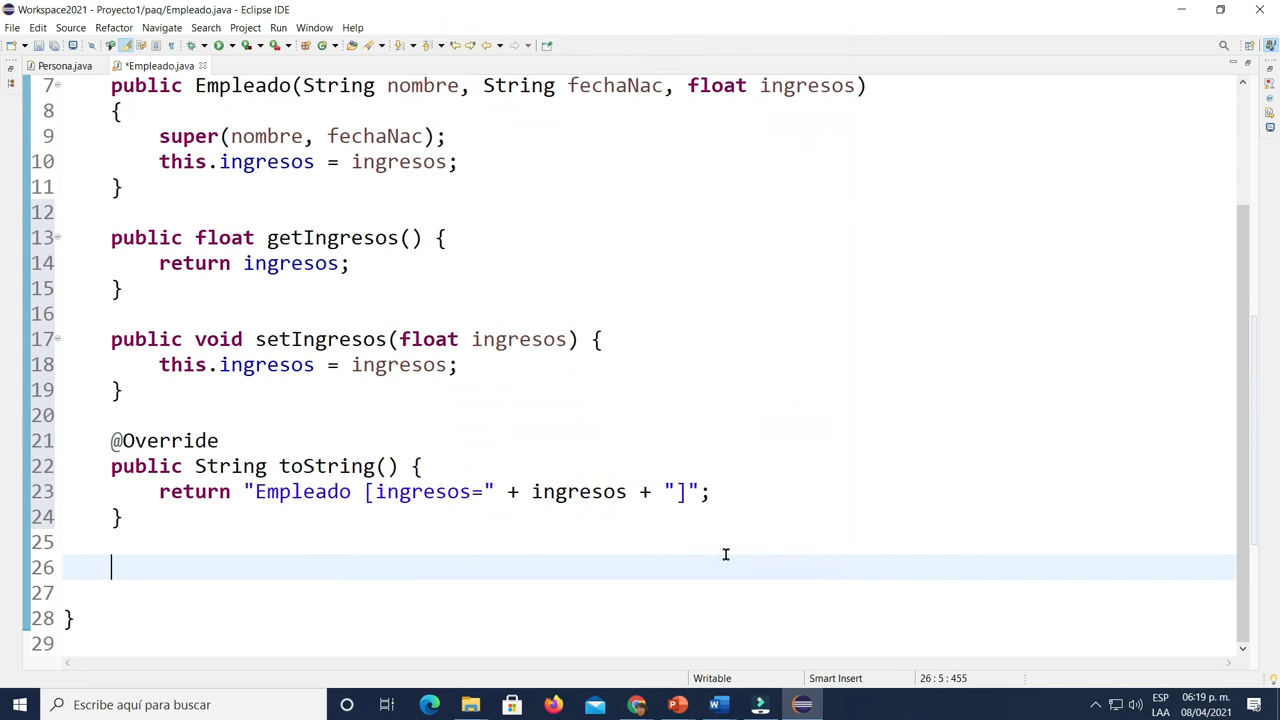 Workspace2021 - Proyecto1/paq/Empleado.java - Eclipse IDE
File Edit Source Refactor Navigate Search Project Run Window Help
Persona.java *Empleado.java
7 public Empleado(String nombre, String fechaNac, float ingresos)
8 {
9 super(nombre, fechaNac);
10 this.ingresos = ingresos;
11 }
12
13 public float getIngresos() {
14 return ingresos;
15 }
16
17 public void setIngresos(float ingresos) {
18 this.ingresos = ingresos;
19 }
20
21 @Override
22 public String toString() {
23 return "Empleado [ingresos=" + ingresos + "]";
24 }
25
26
27
28 }
29
Writable Smart Insert 26 : 5 : 455
Escribe aquí para buscar
ESP 06:19 p. m.
LAA 08/04/2021